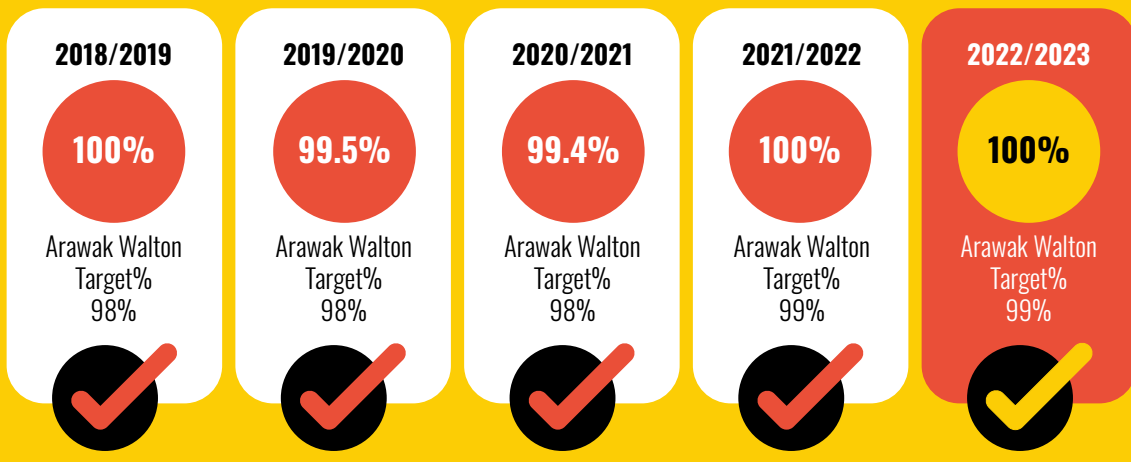 2018/2019
100%
Arawak Walton
Target%
98%
2019/2020
99.5%
Arawak Walton
Target%
98%
2020/2021
99.4%
Arawak Walton
Target%
98%
2021/2022
100%
Arawak Walton
Target%
99%
2022/2023
100%
Arawak Walton
Target%
99%